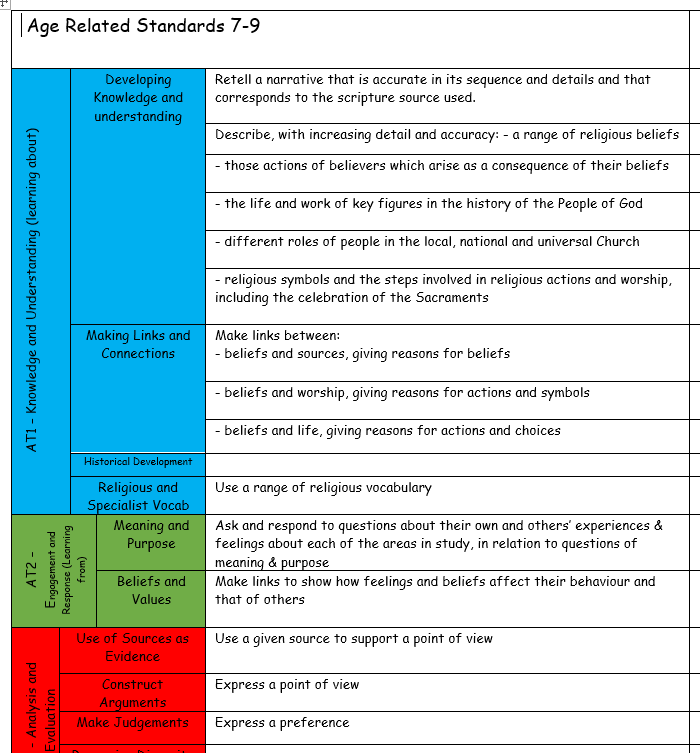 Age Related Standards 7-9
AT1 – Knowledge and Understanding (learning about)
Developing
Knowledge and
understanding
Retell a narrative that is accurate in its sequence and details and that
corresponds to the scripture source used.
Describe, with increasing detail and accuracy: - a range of religious beliefs
- those actions of believers which arise as a consequence of their beliefs
- the life and work of key figures in the history of the People of God
- different roles of people in the local, national and universal Church
- religious symbols and the steps involved in religious actions and worship,
including the celebration of the Sacraments
Making Links and
Connections
Make links between:
- beliefs and sources, giving reasons for beliefs
- beliefs and worship, giving reasons for actions and symbols
- beliefs and life, giving reasons for actions and choices
Historical Development
Religious and
Specialist Vocab
Use a range of religious vocabulary
AT2 –
Engagement and
Response (Learning
from)
Meaning and
Purpose
Ask and respond to questions about their own and others’ experiences &
feelings about each of the areas in study, in relation to questions of
meaning & purpose
Beliefs and
Values
Make links to show how feelings and beliefs affect their behaviour and
that of others
- Analysis and
Evaluation
Use of Sources as
Evidence
Use a given source to support a point of view
Construct
Arguments
Express a point of view
Make Judgements
Express a preference